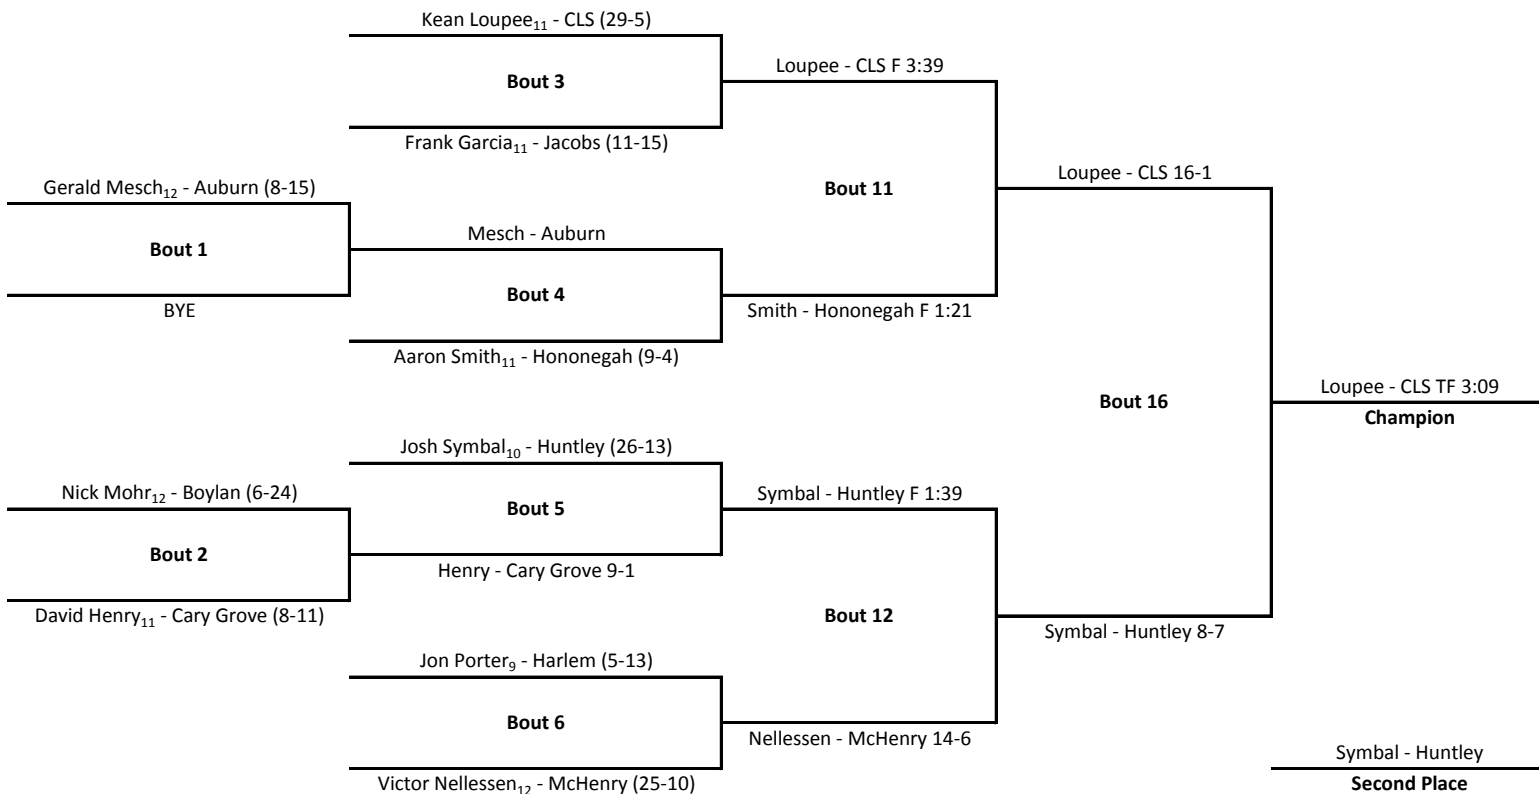 Kean Loupee11 - CLS (29-5)
Bout 3
Frank Garcia11 - Jacobs (11-15)
Loupee - CLS F 3:39
Gerald Mesch12 - Auburn (8-15)
Bout 1
BYE
Mesch - Auburn
Bout 4
Aaron Smith11 - Hononegah (9-4)
Bout 11
Smith - Hononegah F 1:21
Loupee - CLS 16-1
Nick Mohr12 - Boylan (6-24)
Bout 2
David Henry11 - Cary Grove (8-11)
Josh Symbal10 - Huntley (26-13)
Bout 5
Henry - Cary Grove 9-1
Symbal - Huntley F 1:39
Jon Porter9 - Harlem (5-13)
Bout 6
Victor Nellessen12 - McHenry (25-10)
Bout 12
Nellessen - McHenry 14-6
Symbal - Huntley 8-7
Bout 16
Loupee - CLS TF 3:09
Champion
Symbal - Huntley
Second Place